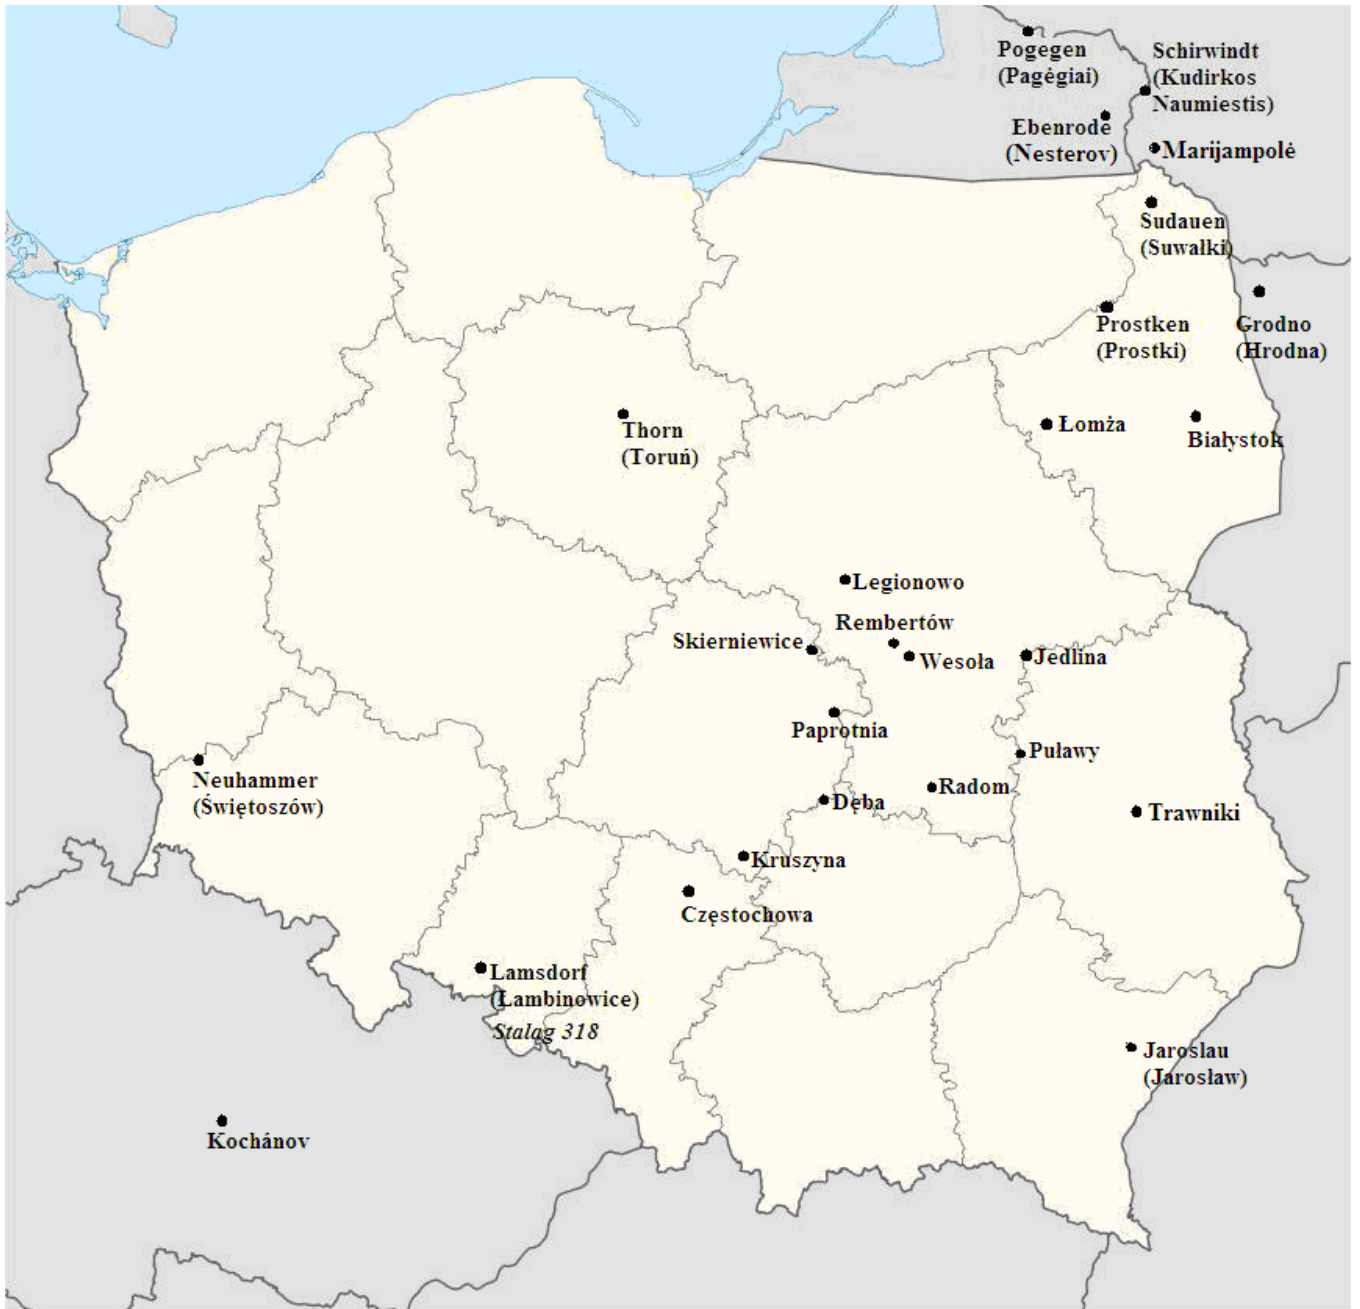 Pogegen
(Pagėgiai)
Schirwindt
(Kudirkos
Naumiestis)
Ebenrode
(Nesterov)
Marijampolė
Sudauen
(Suwałki)
Prostken
(Prostki)
Grodno
(Hrodna)
Thorn
(Toruń)
Łomża
Białystok
Legionowo
Rembertów
Skierniewice
Wesoła
Jedlina
Paprotnia
Puławy
Neuhammer
(Świętoszów)
Radom
Dęba
Trawniki
Kruszyna
Częstochowa
Lamsdorf
(Łambinowice)
Stalag 318
Jaroslau
(Jarosław)
Kochánov